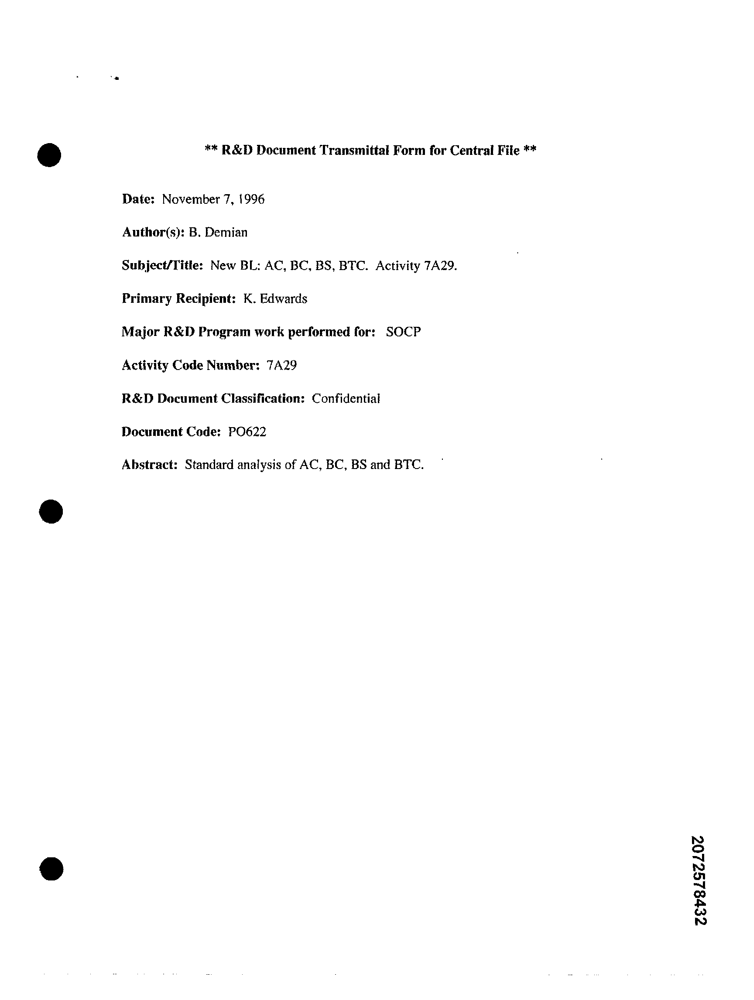 ** R&D Document Transmittal Form for Central File **
Date: November 7, 1996
Author(s): B. Demian
Subject/Title: New BL: AC, BC, BS, BTC. Activity 7A29.
Primary Recipient: K. Edwards
Major R&D Program work performed for: SOCP
Activity Code Number: 7A29
R&D Document Classification: Confidential
Document Code: PO622
Abstract: Standard analysis of AC, BC, BS and BTC.
2072578432